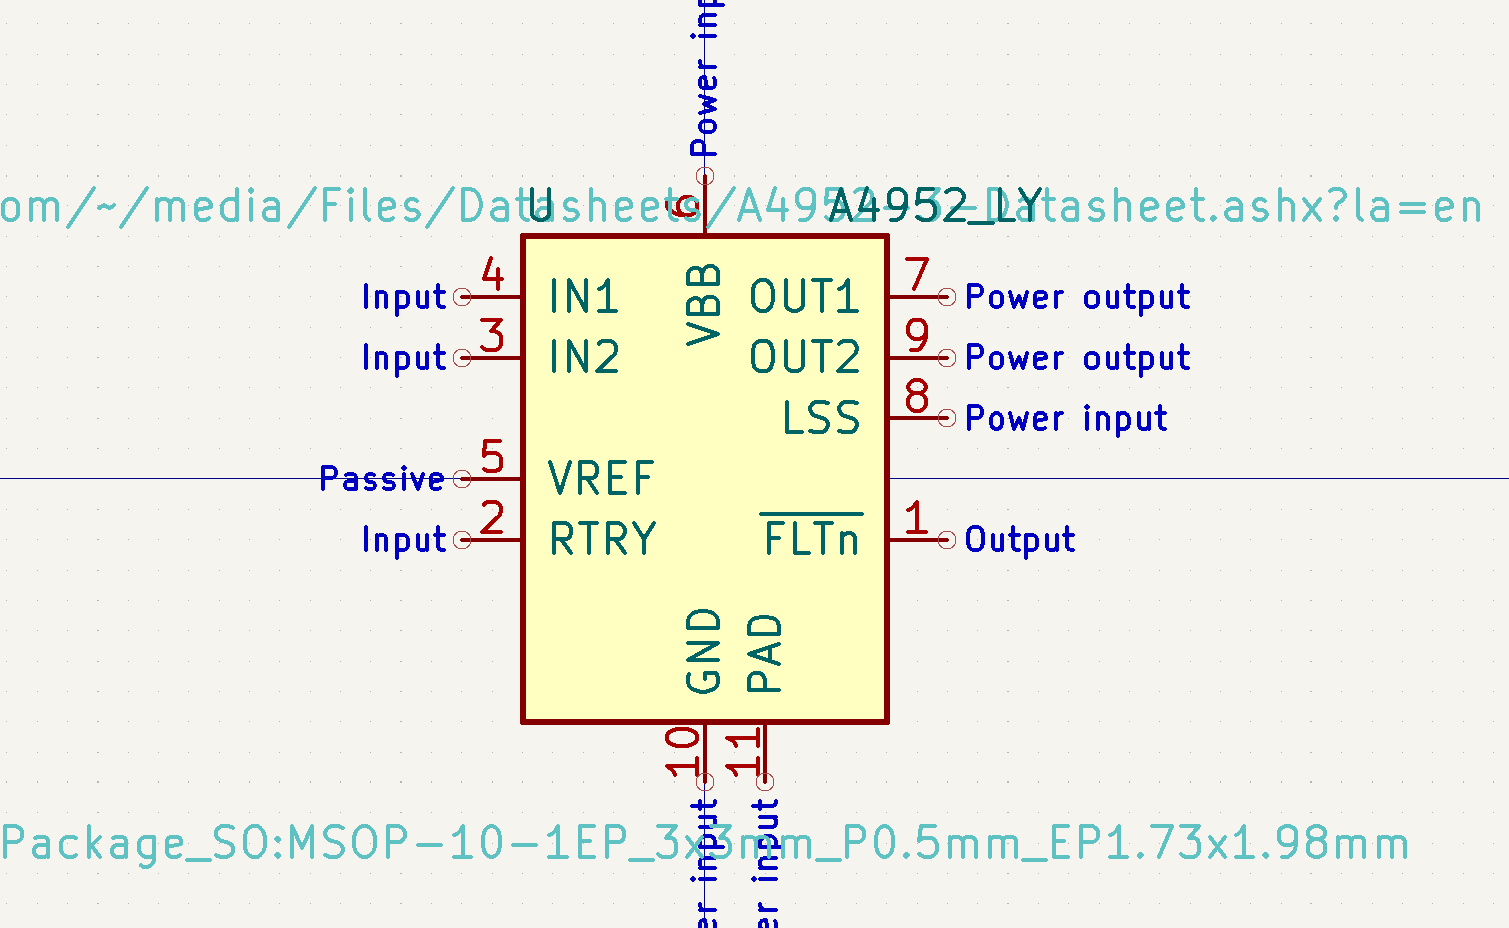 Power inp
om/~/media/Files/Datasheets/A4952-3-Datasheet.ashx?la=en
U
6
A4952_LY
Input 4 IN1
Input 3 IN2
Passive 5 VREF
Input 2 RTRY
VBB
OUT1 7 Power output
OUT2 9 Power output
LSS 8 Power input
FLTn 1 Output
GND
PAD
10
11
Package_SO:MSOP-10-1EP_3x3mm_P0.5mm_EP1.73x1.98mm
er input
er input